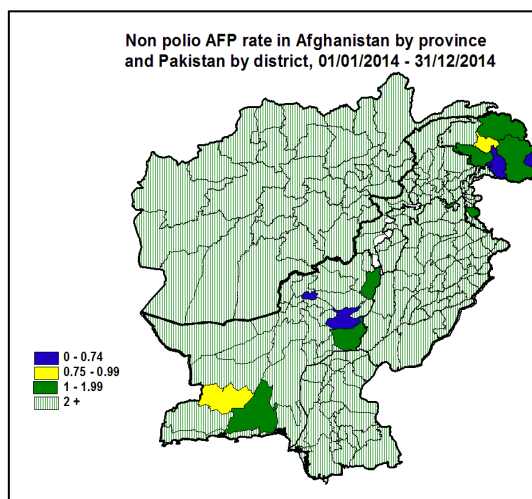 Non polio AFP rate in Afghanistan by province
and Pakistan by district, 01/01/2014 - 31/12/2014
0 - 0.74
0.75 - 0.99
1 - 1.99
2 +